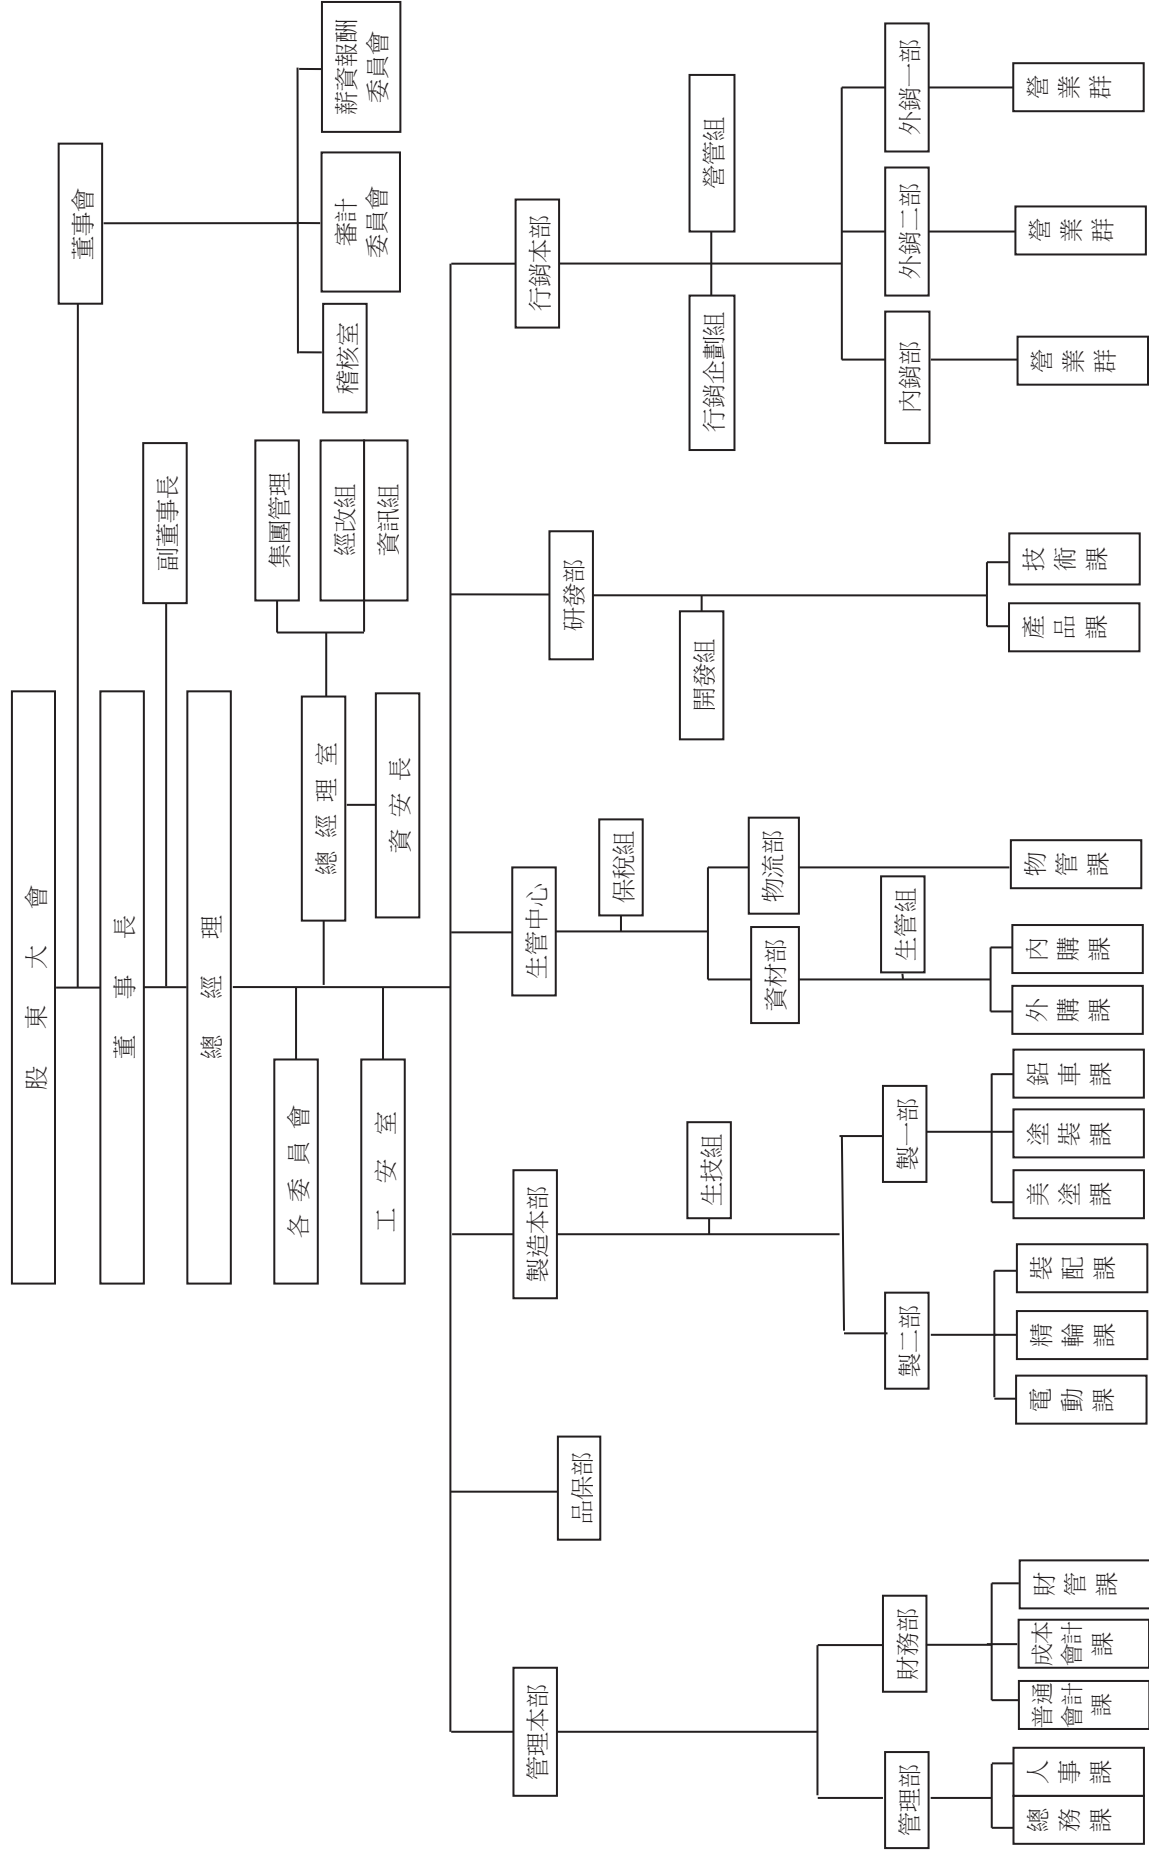 股東大會
董事會
薪資報酬
委員會
審計
委員會
稽核室
董事長
副董事長
總經理
集團管理
經改組
資訊組
總經理室
資安長
各委員會
工安室
管理本部
品保部
製造本部
生管中心
研發部
行銷本部
保稅組
生技組
開發組
行銷企劃組
營管組
資材部
物流部
生管組
管理部
財務部
製二部
製一部
內銷部
外銷二部
外銷一部
總務課
人事課
普通
會計
課
成本
會計
課
財管課
電動課
精輪課
裝配課
美塗課
塗裝課
鋁車課
外購課
內購課
物管課
產品課
技術課
營業群
營業群
營業群